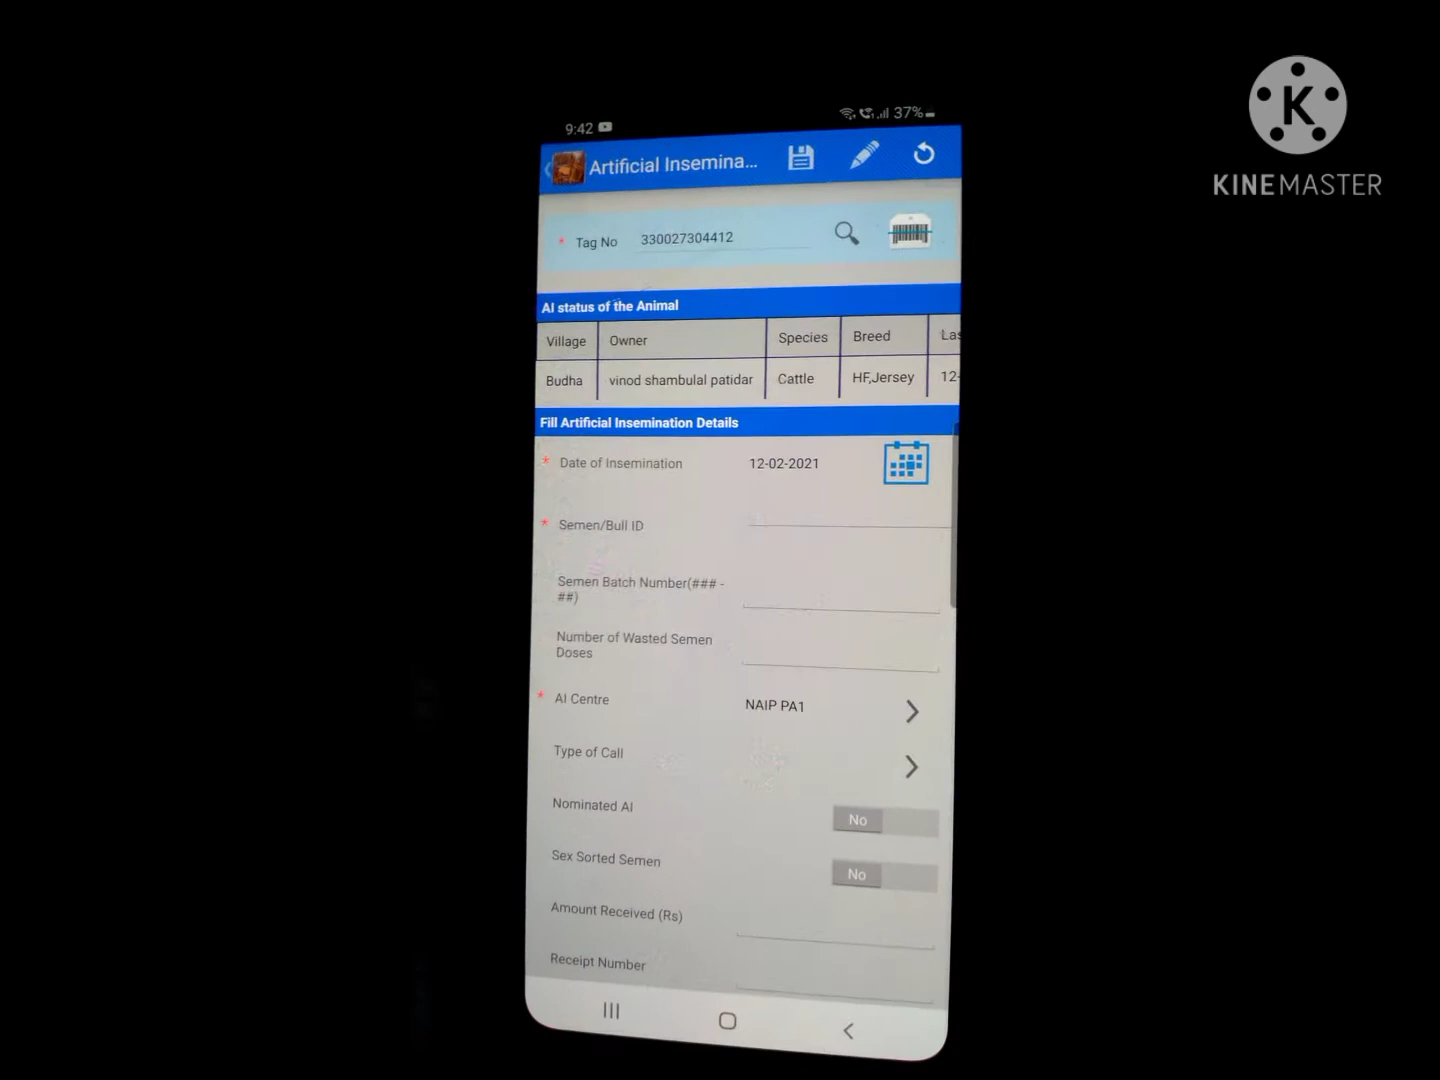 KINEMASTER
9:42 37%
Artificial Insemina...
* Tag No 330027304412
AI status of the Animal
Village Owner Species Breed Las
Budha vinod shambulal patidar Cattle HF,Jersey 12-
Fill Artificial Insemination Details
* Date of Insemination 12-02-2021
* Semen/Bull ID
Semen Batch Number(### -
##)
Number of Wasted Semen
Doses
* AI Centre NAIP PA1
Type of Call
Nominated AI No
Sex Sorted Semen No
Amount Received (Rs)
Receipt Number